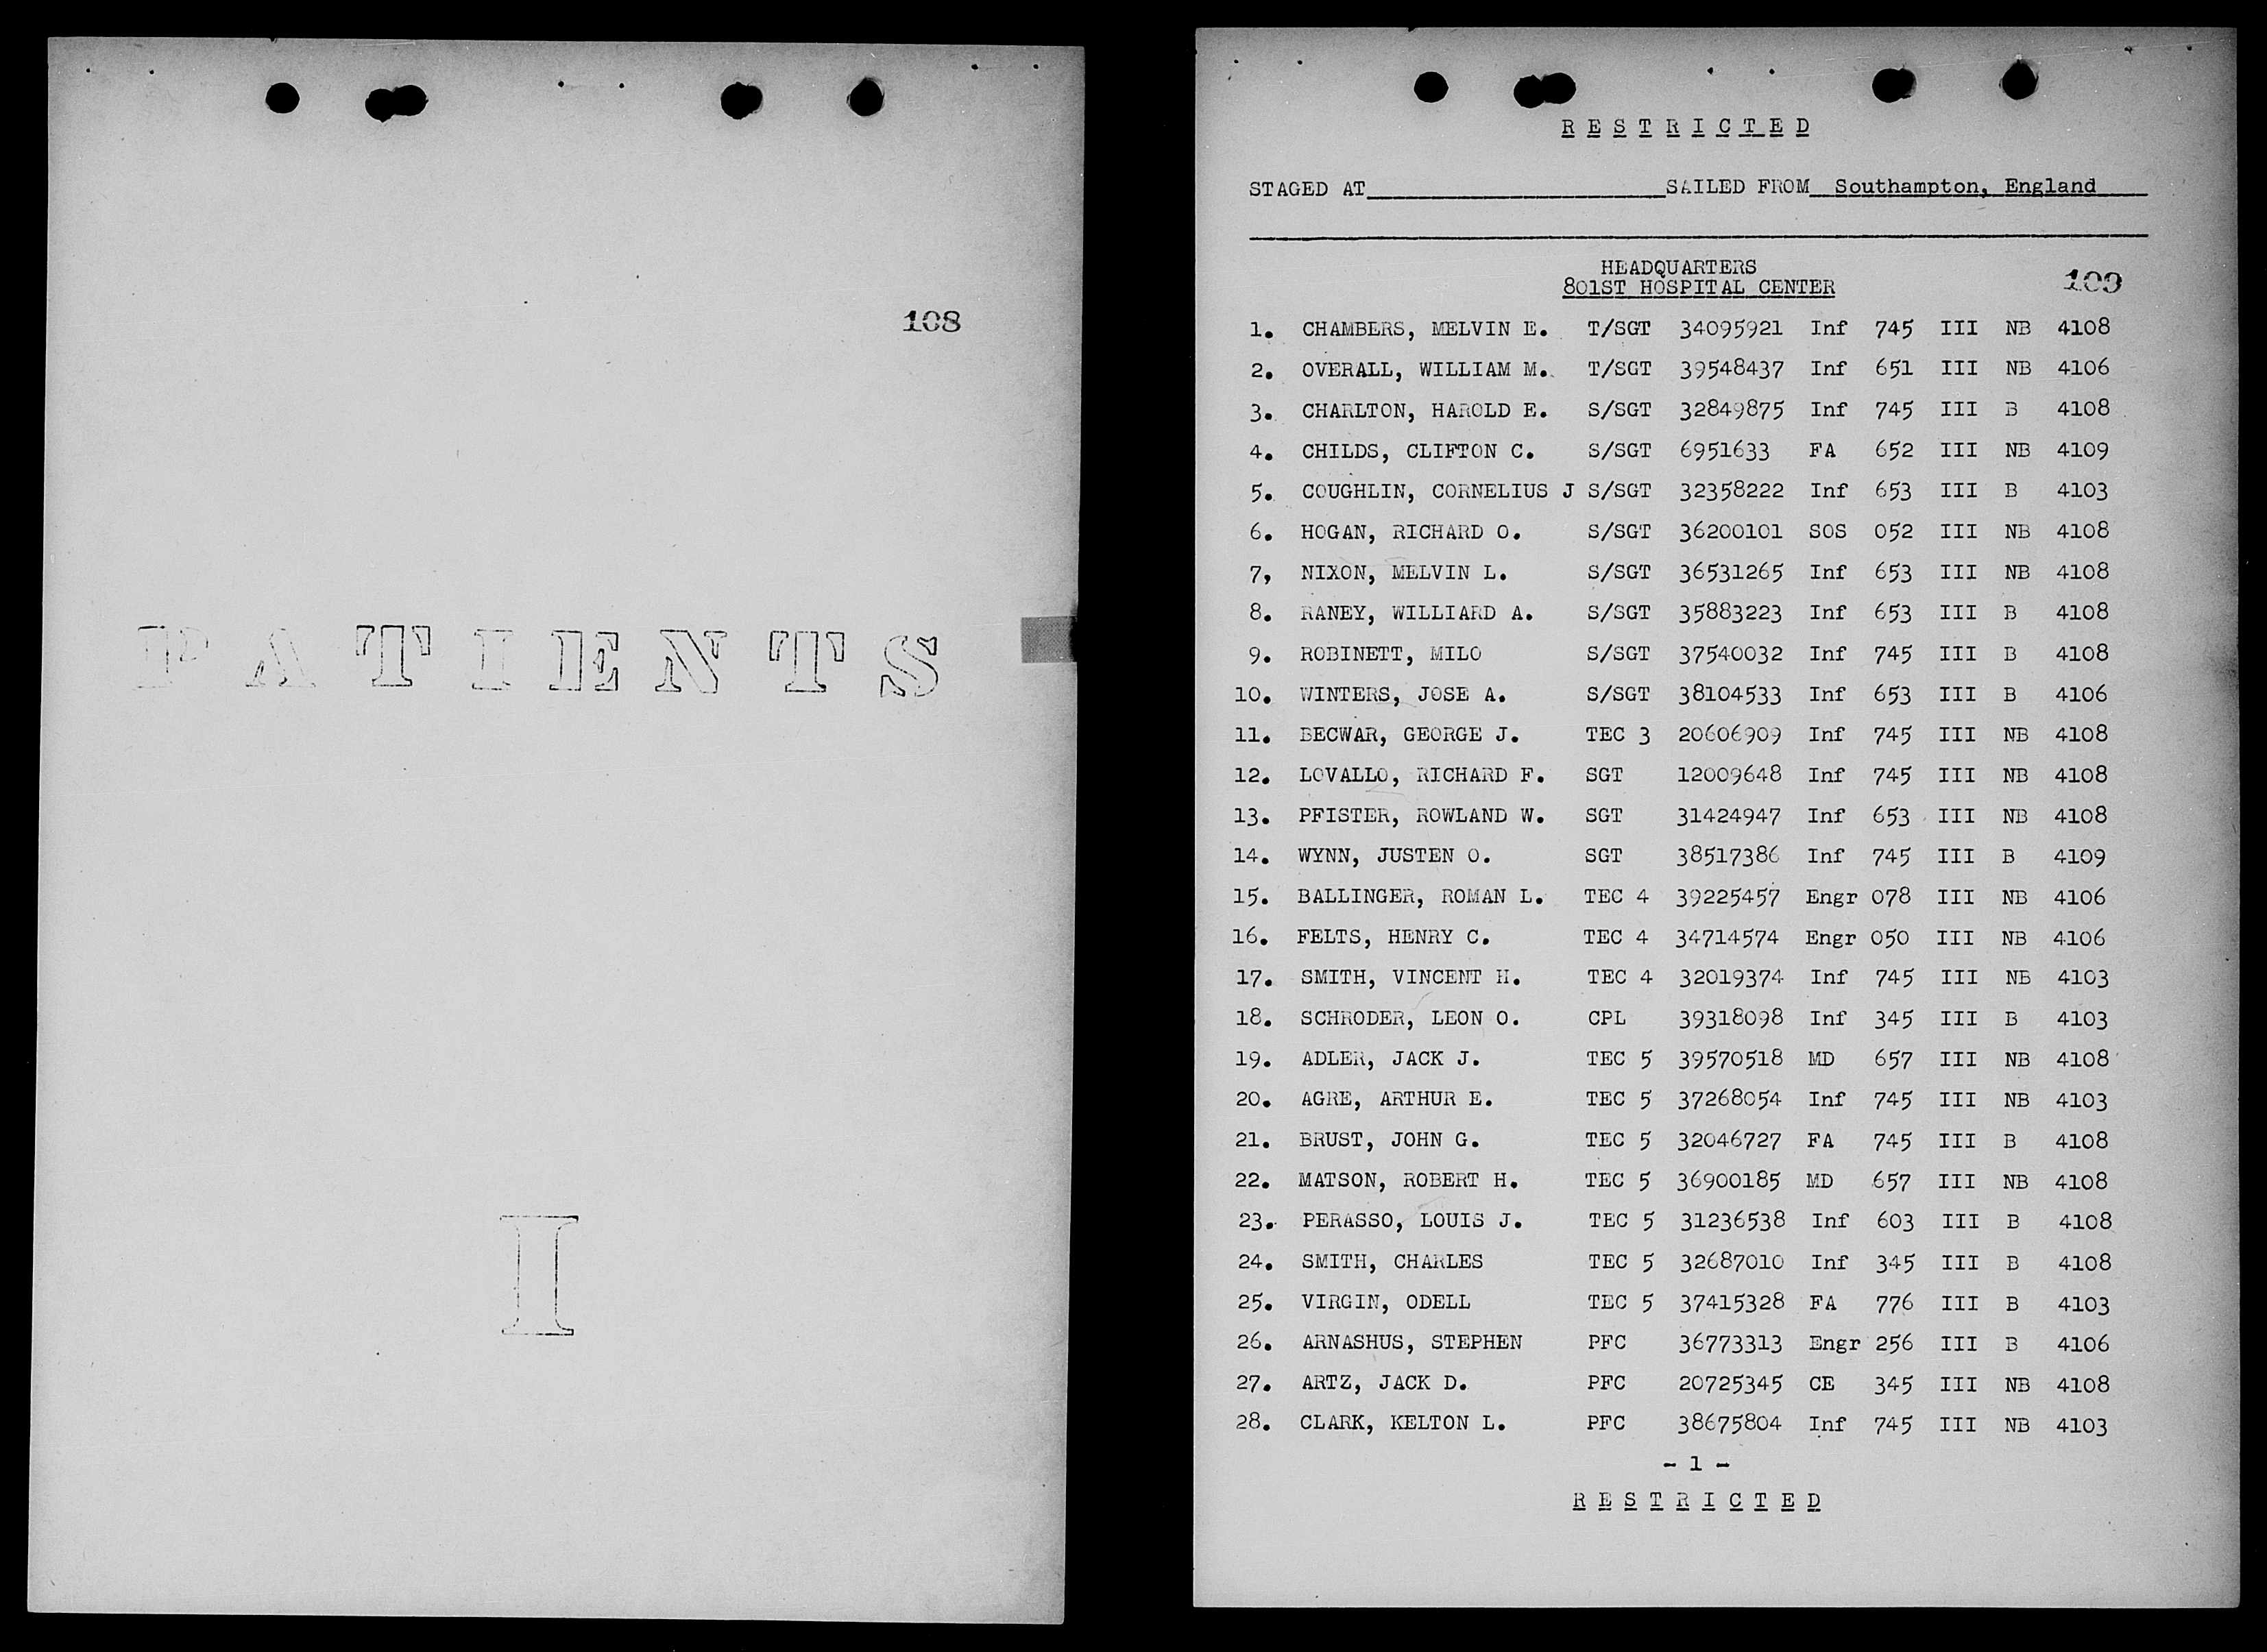 108
PATIENTS
I
RESTRICTED
STAGED AT SAILED FROM Southampton, England
HEADQUARTERS
801ST HOSPITAL CENTER
109
1. CHAMBERS, MELVIN E. T/SGT 34095921 Inf 745 III NB 4108
2. OVERALL, WILLIAM M. T/SGT 39548437 Inf 651 III NB 4106
3. CHARLTON, HAROLD E. S/SGT 32849875 Inf 745 III B 4108
4. CHILDS, CLIFTON C. S/SGT 6951633 FA 652 III NB 4109
5. COUGHLIN, CORNELIUS J S/SGT 32358222 Inf 653 III B 4103
6. HOGAN, RICHARD O. S/SGT 36200101 SOS 052 III NB 4108
7, NIXON, MELVIN L. S/SGT 36531265 Inf 653 III NB 4108
8. RANEY, WILLIARD A. S/SGT 35883223 Inf 653 III B 4108
9. ROBINETT, MILO S/SGT 37540032 Inf 745 III B 4108
10. WINTERS, JOSE A. S/SGT 38104533 Inf 653 III B 4106
11. BECWAR, GEORGE J. TEC 3 20606909 Inf 745 III NB 4108
12. LOVALLO, RICHARD F. SGT 12009648 Inf 745 III NB 4108
13. PFISTER, ROWLAND W. SGT 31424947 Inf 653 III NB 4108
14. WYNN, JUSTEN O. SGT 38517386 Inf 745 III B 4109
15. BALLINGER, ROMAN L. TEC 4 39225457 Engr 078 III NB 4106
16. FELTS, HENRY C. TEC 4 34714574 Engr 050 III NB 4106
17. SMITH, VINCENT H. TEC 4 32019374 Inf 745 III NB 4103
18. SCHRODER, LEON O. CPL 39318098 Inf 345 III B 4103
19. ADLER, JACK J. TEC 5 39570518 MD 657 III NB 4108
20. AGRE, ARTHUR E. TEC 5 37268054 Inf 745 III NB 4103
21. BRUST, JOHN G. TEC 5 32046727 FA 745 III B 4108
22. MATSON, ROBERT H. TEC 5 36900185 MD 657 III NB 4108
23. PERASSO, LOUIS J. TEC 5 31236538 Inf 603 III B 4108
24. SMITH, CHARLES TEC 5 32687010 Inf 345 III B 4108
25. VIRGIN, ODELL TEC 5 37415328 FA 776 III B 4103
26. ARNASHUS, STEPHEN PFC 36773313 Engr 256 III B 4106
27. ARTZ, JACK D. PFC 20725345 CE 345 III NB 4108
28. CLARK, KELTON L. PFC 38675804 Inf 745 III NB 4103
- 1 -
RESTRICTED